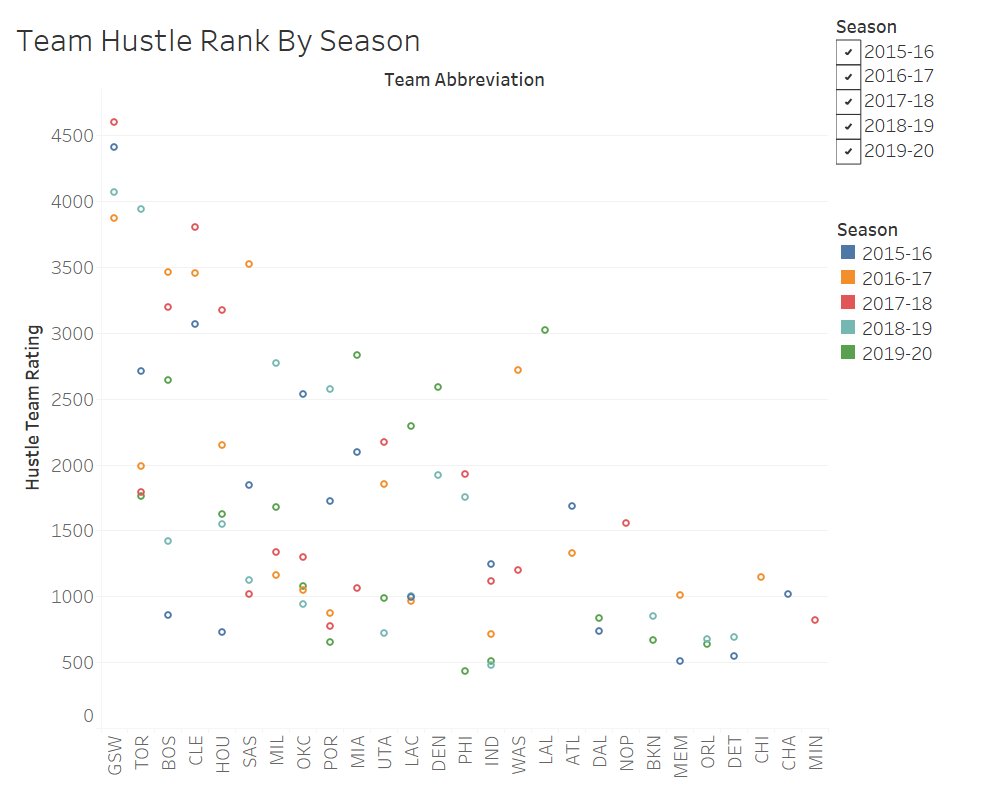 Team Hustle Rank By Season
Team Abbreviation
Hustle Team Rating
4500
4000
3500
3000
2500
2000
1500
1000
500
0
GSW
TOR
BOS
CLE
HOU
SAS
MIL
OKC
POR
MIA
UTA
LAC
DEN
PHI
IND
WAS
LAL
ATL
DAL
NOP
BKN
MEM
ORL
DET
CHI
CHA
MIN
Season
2015-16
2016-17
2017-18
2018-19
2019-20
Season
2015-16
2016-17
2017-18
2018-19
2019-20